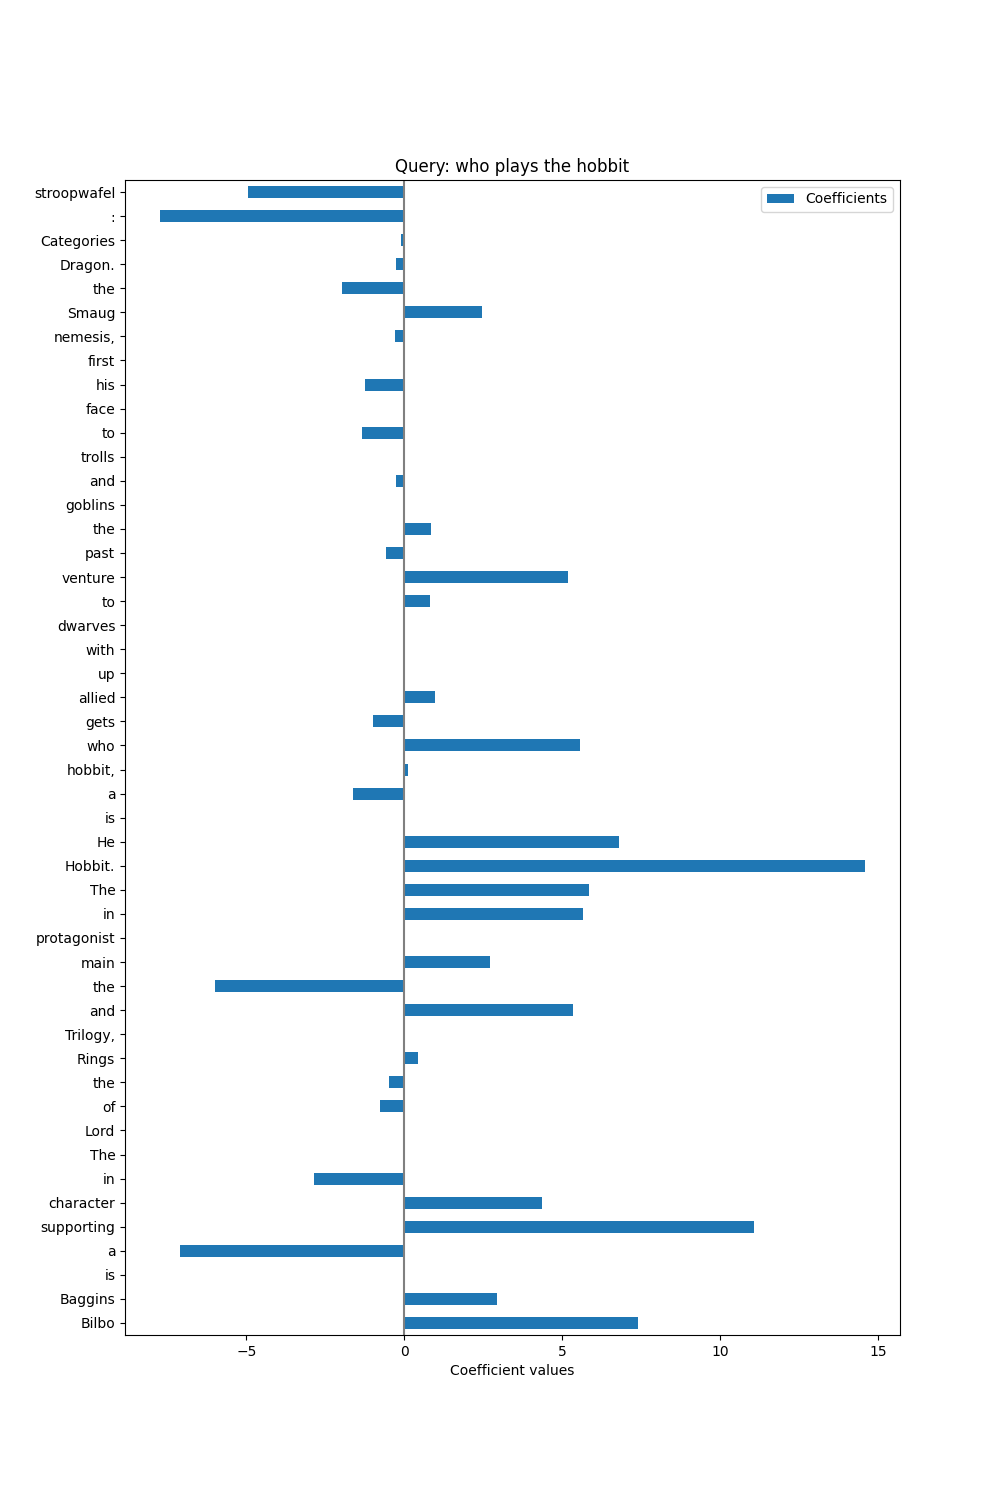 Query: who plays the hobbit
Coefficients
stroopwafel
:
Categories
Dragon.
the
Smaug
nemesis,
first
his
face
to
trolls
and
goblins
the
past
venture
to
dwarves
with
up
allied
gets
who
hobbit,
a
is
He
Hobbit.
The
in
protagonist
main
the
and
Trilogy,
Rings
the
of
Lord
The
in
character
supporting
a
is
Baggins
Bilbo
−5 0 5 10 15
Coefficient values